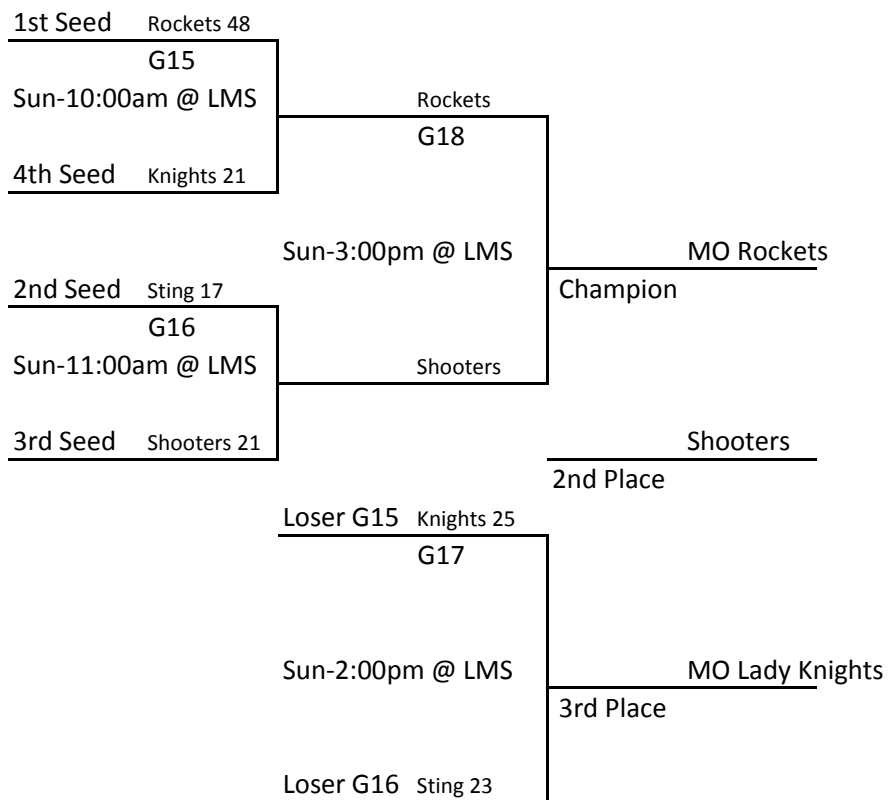 1st Seed Rockets 48
G15
Sun-10:00am @ LMS
Rockets
G18
4th Seed Knights 21
Sun-3:00pm @ LMS
MO Rockets
Champion
2nd Seed Sting 17
G16
Sun-11:00am @ LMS
Shooters
3rd Seed Shooters 21
Shooters
2nd Place
Loser G15 Knights 25
G17
Sun-2:00pm @ LMS
MO Lady Knights
3rd Place
Loser G16 Sting 23